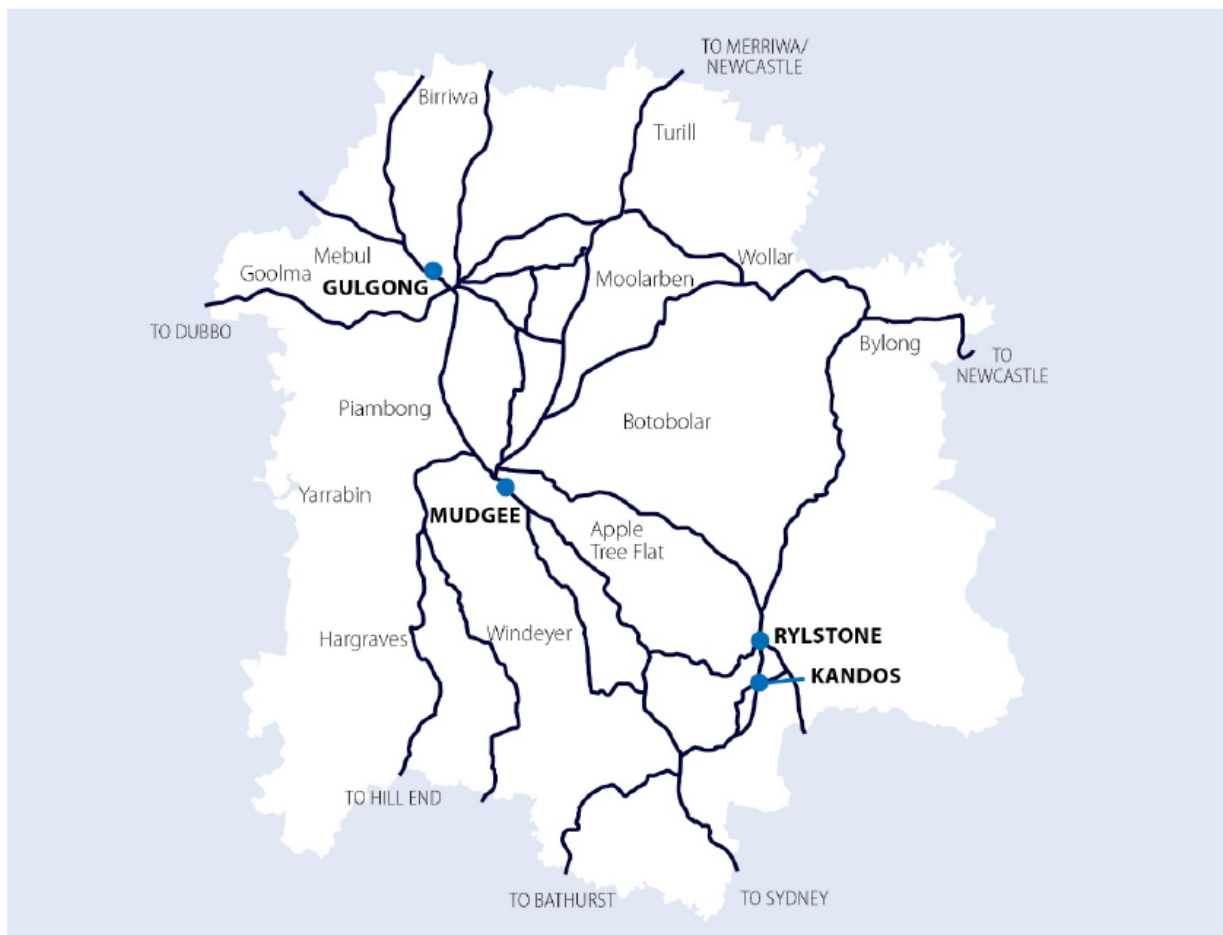 TO MERRIWA/
NEWCASTLE
Birriwa
Turill
Mebul
Goolma
GULGONG
Wollar
Moolarben
TO DUBBO
Bylong
TO
NEWCASTLE
Piambong
Botobolar
Yarrabin
MUDGEE
Apple
Tree Flat
Hargraves
Windeyer
RYLSTONE
KANDOS
TO HILL END
TO BATHURST
TO SYDNEY